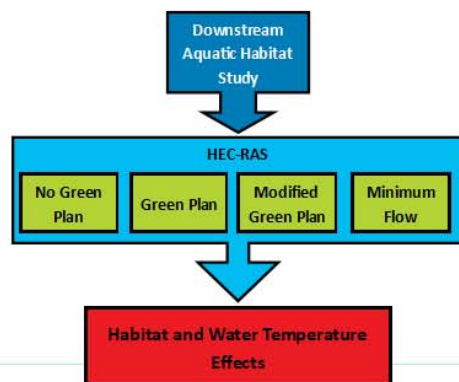 Downstream
Aquatic Habitat
Study
HEC-RAS
No Green
Plan
Green Plan
Modified
Green Plan
Minimum
Flow
Habitat and Water Temperature
Effects